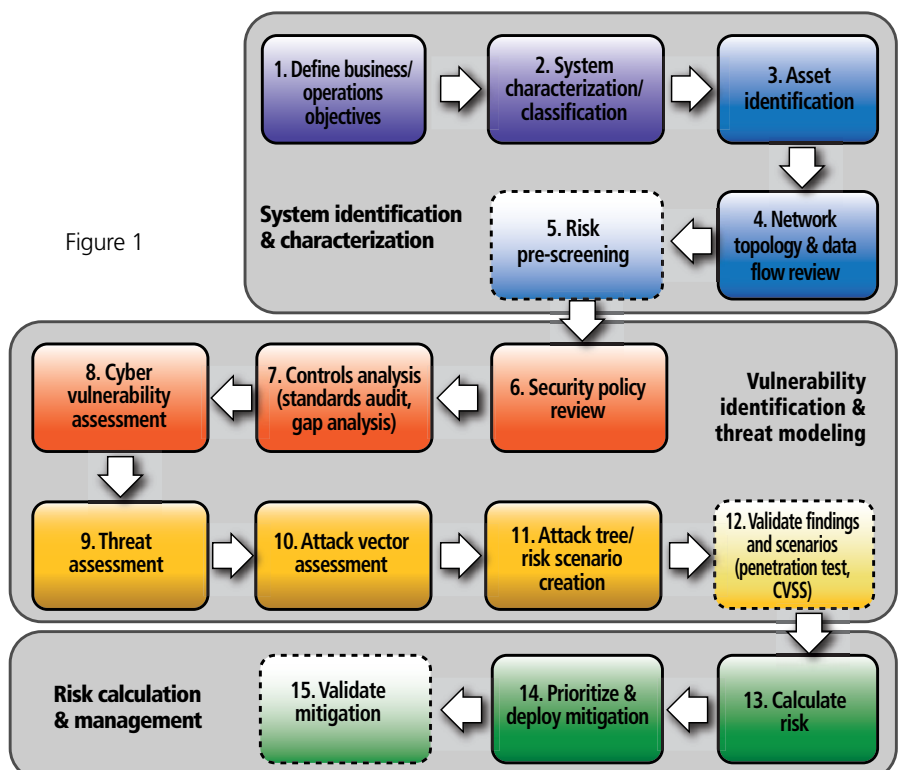 1. Define business/
operations
objectives
2. System
characterization/
classification
3. Asset
identification
System identification
& characterization
Figure 1
5. Risk
pre-screening
4. Network
topology & data
flow review
8. Cyber
vulnerability
assessment
7. Controls analysis
(standards audit,
gap analysis)
6. Security policy
review
Vulnerability
identification &
threat modeling
9. Threat
assessment
10. Attack vector
assessment
11. Attack tree/
risk scenario
creation
12. Validate findings
and scenarios
(penetration test,
CVSS)
Risk calculation
& management
15. Validate
mitigation
14. Prioritize &
deploy mitigation
13. Calculate
risk